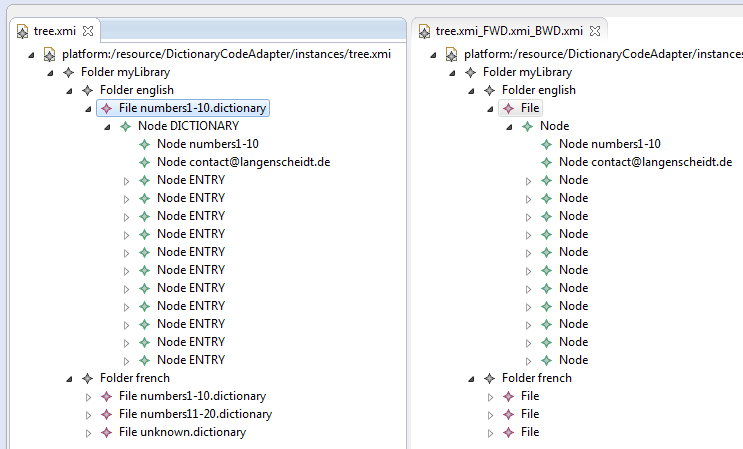 tree.xmi
platform:/resource/DictionaryCodeAdapter/instances/tree.xmi
Folder myLibrary
Folder english
File numbers1-10.dictionary
Node DICTIONARY
Node numbers1-10
Node contact@langenscheidt.de
Node ENTRY
Node ENTRY
Node ENTRY
Node ENTRY
Node ENTRY
Node ENTRY
Node ENTRY
Node ENTRY
Node ENTRY
Node ENTRY
Node ENTRY
Folder french
File numbers1-10.dictionary
File numbers11-20.dictionary
File unknown.dictionary
tree.xmi_FWD.xmi_BWD.xmi
platform:/resource/DictionaryCodeAdapter/instances
Folder myLibrary
Folder english
File
Node
Node numbers1-10
Node contact@langenscheidt.de
Node
Node
Node
Node
Node
Node
Node
Node
Node
Node
Node
Folder french
File
File
File